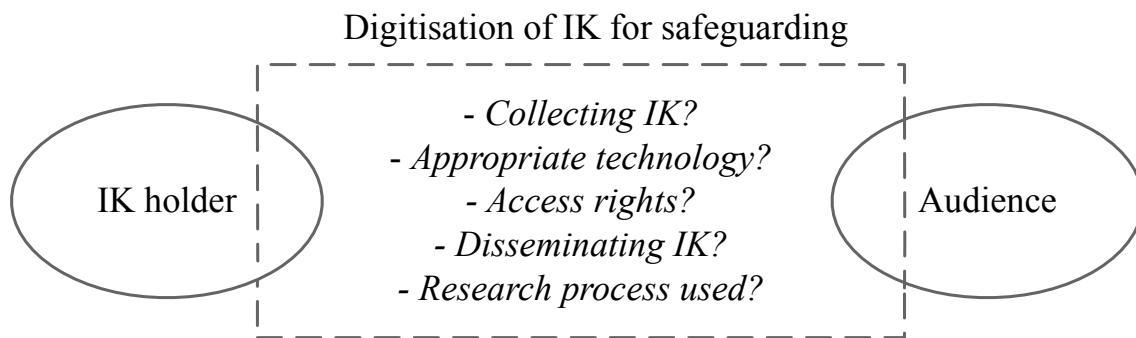 Digitisation of IK for safeguarding
- Collecting IK?
- Appropriate technology?
IK holder
- Access rights?
Audience
- Disseminating IK?
- Research process used?